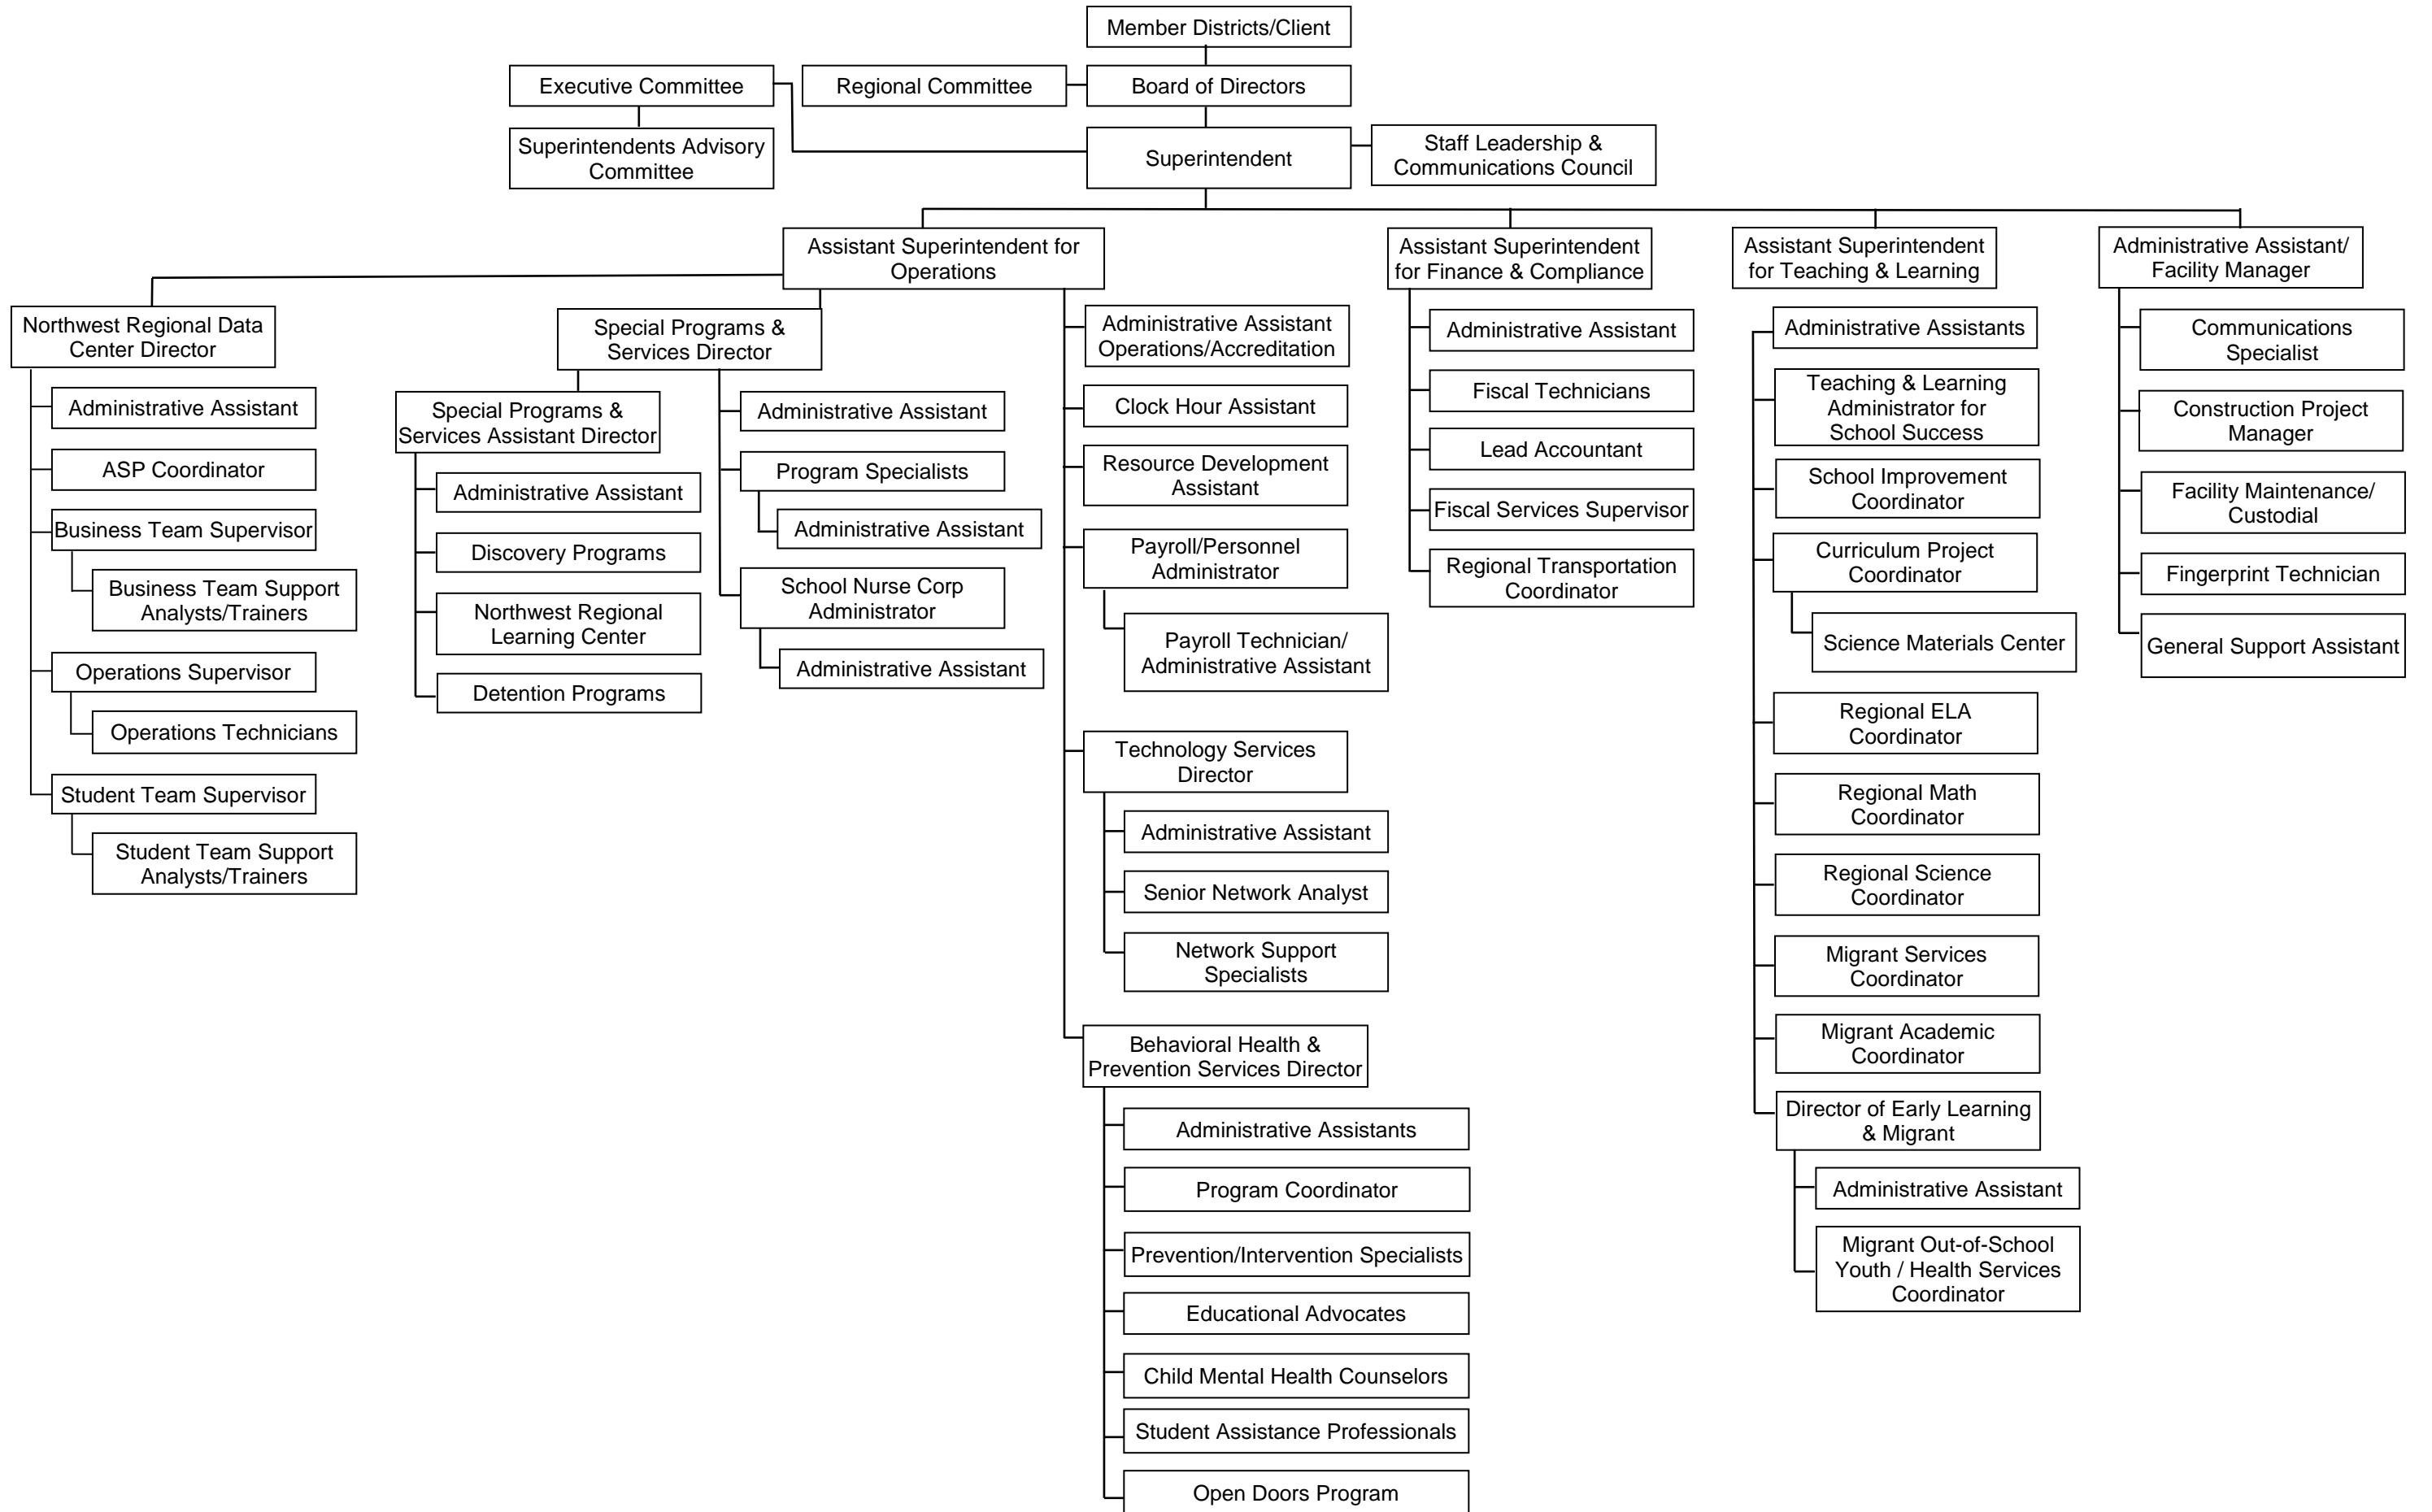 Member Districts/Client
Executive Committee
Regional Committee
Board of Directors
Superintendents Advisory
Committee
Superintendent
Staff Leadership &
Communications Council
Assistant Superintendent for
Operations
Assistant Superintendent
for Finance & Compliance
Assistant Superintendent
for Teaching & Learning
Administrative Assistant/
Facility Manager
Northwest Regional Data
Center Director
Administrative Assistant
ASP Coordinator
Business Team Supervisor
Business Team Support
Analysts/Trainers
Operations Supervisor
Operations Technicians
Student Team Supervisor
Student Team Support
Analysts/Trainers
Special Programs &
Services Director
Special Programs &
Services Assistant Director
Administrative Assistant
Discovery Programs
Northwest Regional
Learning Center
Detention Programs
Administrative Assistant
Program Specialists
Administrative Assistant
School Nurse Corp
Administrator
Administrative Assistant
Administrative Assistant
Operations/Accreditation
Clock Hour Assistant
Resource Development
Assistant
Payroll/Personnel
Administrator
Payroll Technician/
Administrative Assistant
Technology Services
Director
Administrative Assistant
Senior Network Analyst
Network Support
Specialists
Behavioral Health &
Prevention Services Director
Administrative Assistants
Program Coordinator
Prevention/Intervention Specialists
Educational Advocates
Child Mental Health Counselors
Student Assistance Professionals
Open Doors Program
Administrative Assistant
Fiscal Technicians
Lead Accountant
Fiscal Services Supervisor
Regional Transportation
Coordinator
Administrative Assistants
Teaching & Learning
Administrator for
School Success
School Improvement
Coordinator
Curriculum Project
Coordinator
Science Materials Center
Regional ELA
Coordinator
Regional Math
Coordinator
Regional Science
Coordinator
Migrant Services
Coordinator
Migrant Academic
Coordinator
Director of Early Learning
& Migrant
Administrative Assistant
Migrant Out-of-School
Youth / Health Services
Coordinator
Communications
Specialist
Construction Project
Manager
Facility Maintenance/
Custodial
Fingerprint Technician
General Support Assistant